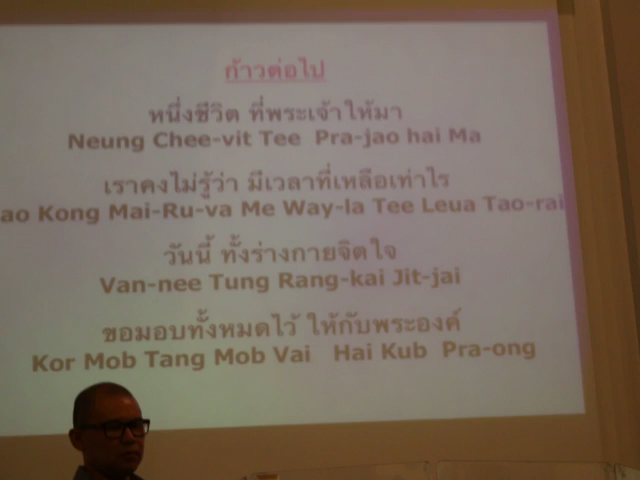 ก้าวต่อไป
หนึ่งชีวิต ที่พระเจ้าให้มา
Neung Chee-vit Tee Pra-jao hai Ma
เราคงไม่รู้ว่า มีเวลาที่เหลือเท่าไร
ao Kong Mai-Ru-va Me Way-la Tee Leua Tao-rai
วันนี้ ทั้งร่างกายจิตใจ
Van-nee Tung Rang-kai Jit-jai
ขอมอบทั้งหมดไว้ ให้กับพระองค์
Kor Mob Tang Mob Vai Hai Kub Pra-ong